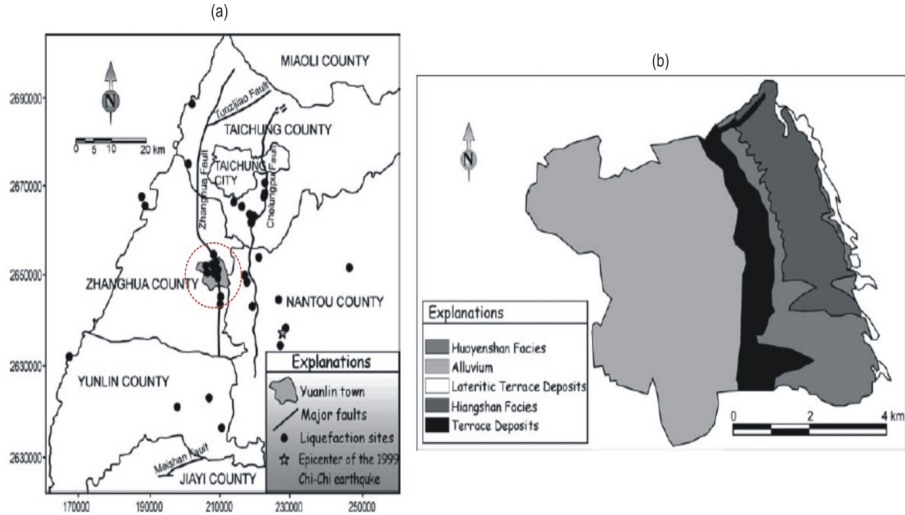 (a)
MIAOLI COUNTY
N
0 5 10 20 km
Tunzijiao Fault
TAICHUNG COUNTY
TAICHUNG
CITY
Zhanghua Fault
Chelungpu Fault
ZHANGHUA COUNTY
NANTOU COUNTY
YUNLIN COUNTY
Meishan Fault
JIAYI COUNTY
2690000
2670000
2650000
2630000
2630000
170000 190000 210000 230000 250000
Explanations
Yuanlin town
Major faults
Liquefaction sites
Epicenter of the 1999
Chi-Chi earthquke
(b)
N
Explanations
Huoyenshan Facies
Alluvium
Lateritic Terrace Deposits
Hiangshan Facies
Terrace Deposits
0 2 4 km